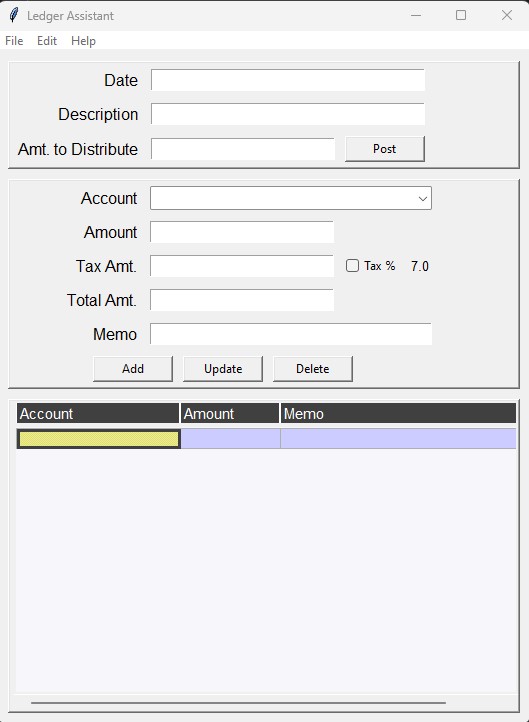 Ledger Assistant
File Edit Help
Date
Description
Amt. to Distribute Post
Account
Amount
Tax Amt. Tax % 7.0
Total Amt.
Memo
Add Update Delete
Account Amount Memo